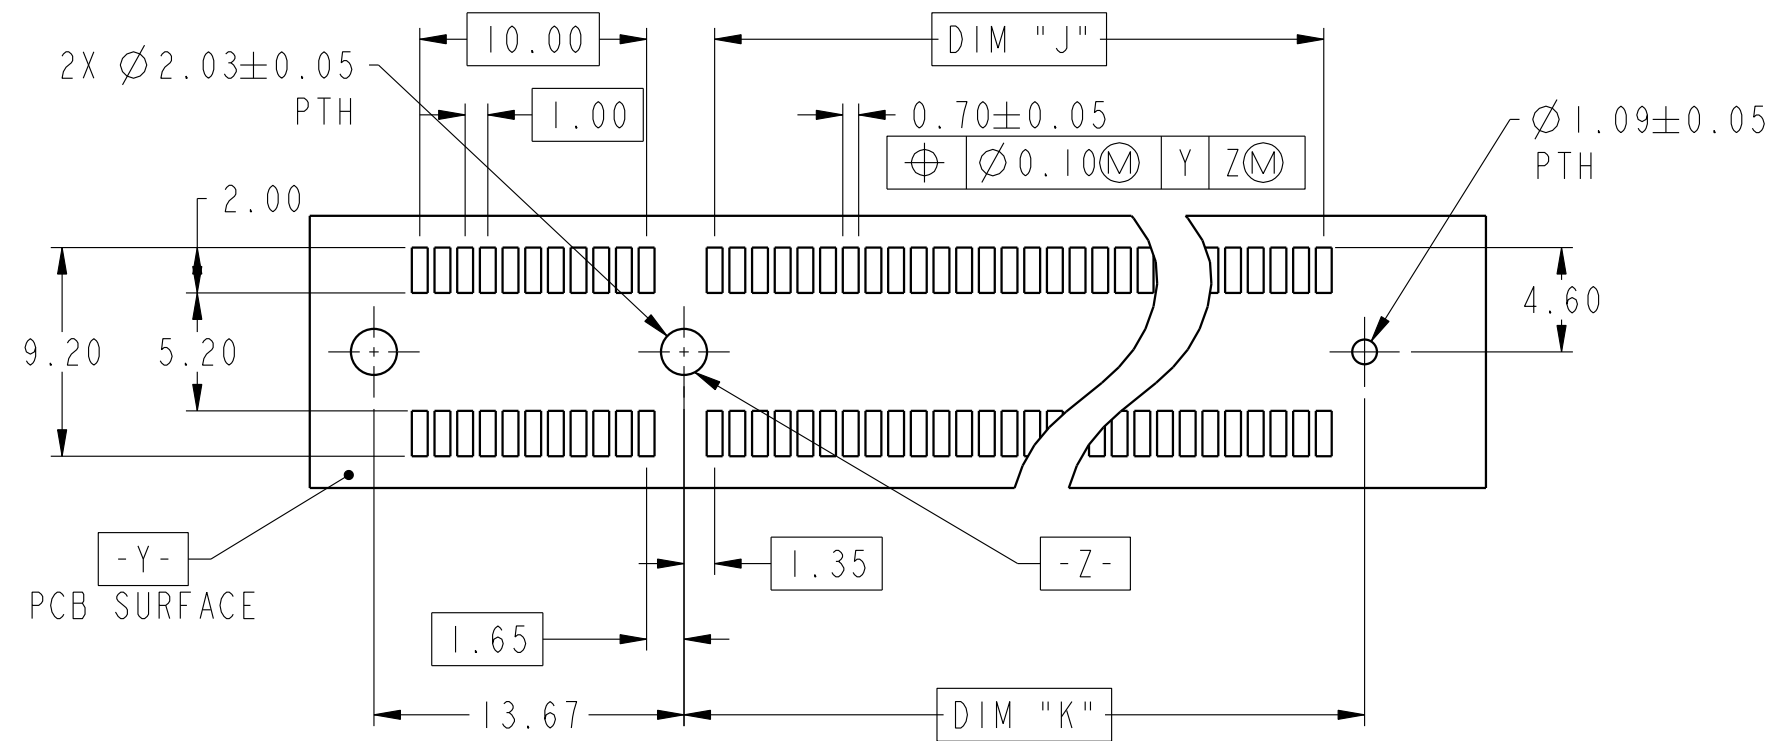 10.00
DIM "J"
2X Ø2.03±0.05
PTH
1.00
0.70±0.05
Ø1.09±0.05
PTH
⌖ Ø0.10Ⓜ Y ZⓂ
2.00
4.60
9.20
5.20
-Y-
PCB SURFACE
1.35
-Z-
1.65
13.67
DIM "K"